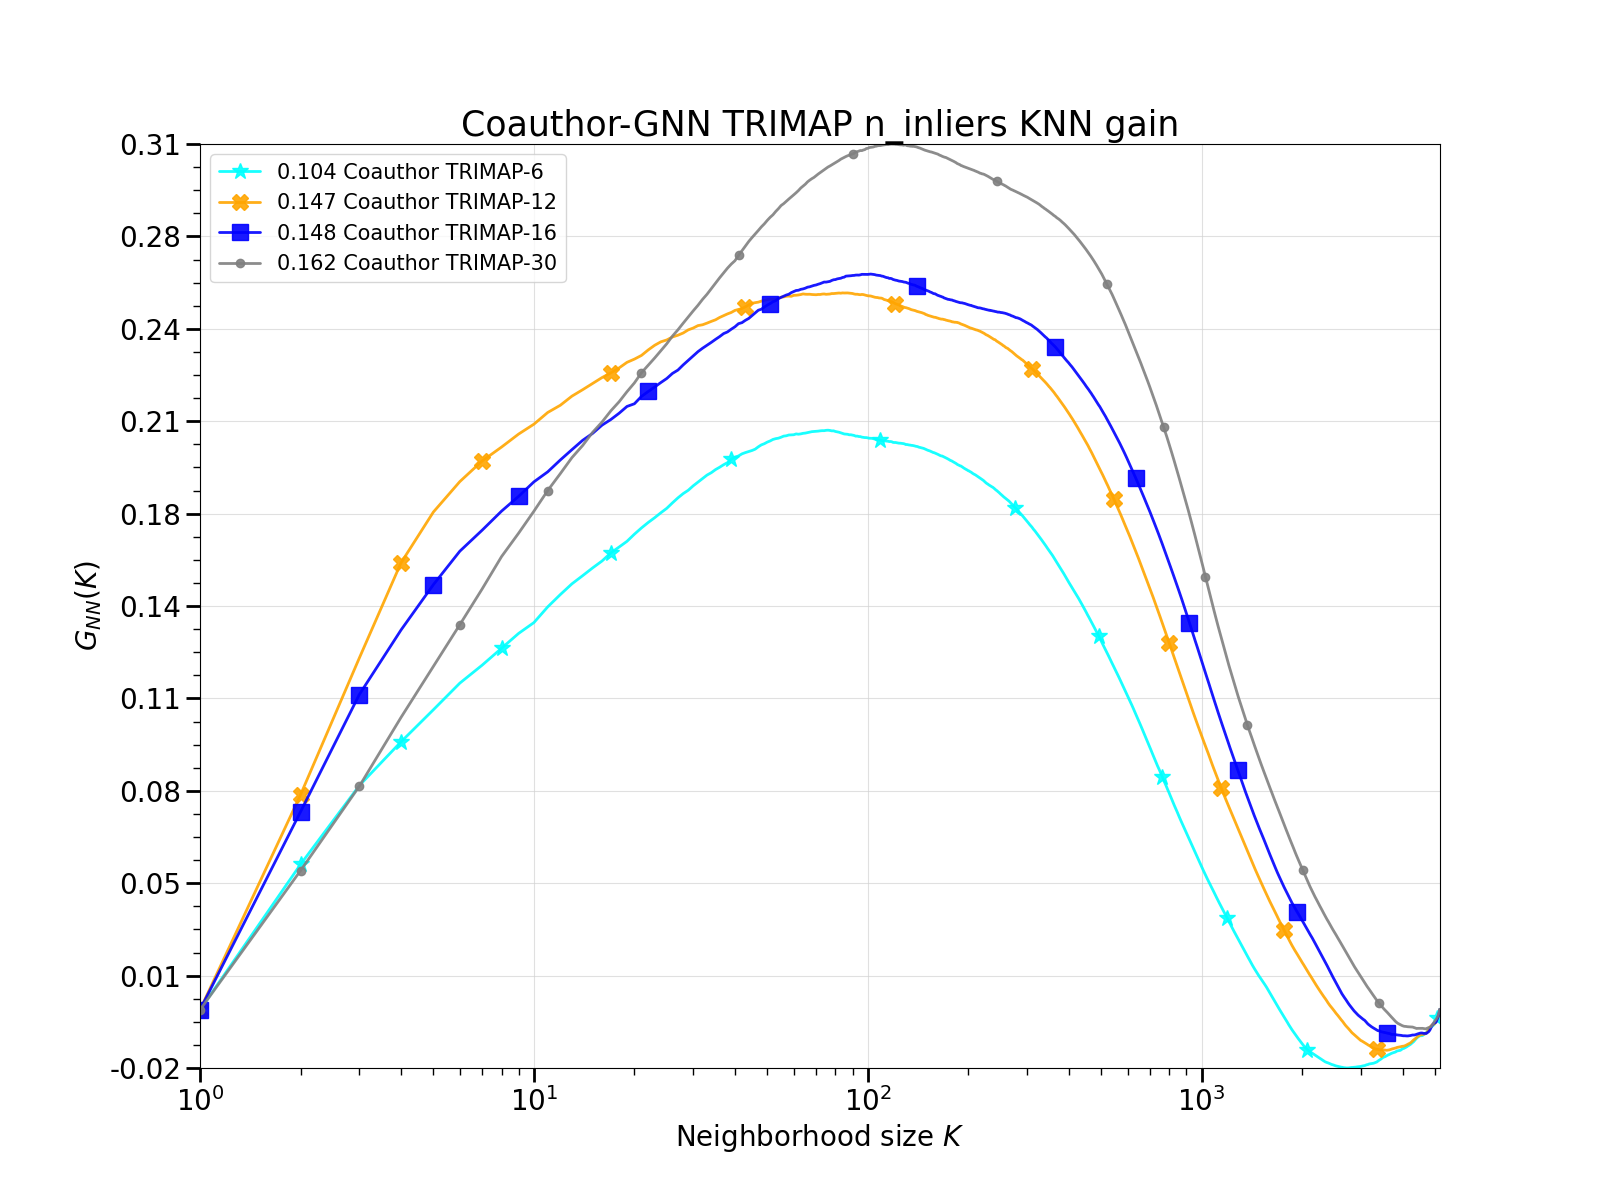 Coauthor-GNN TRIMAP n_inliers KNN gain
0.31
0.28
0.24
0.21
0.18
0.14
0.11
0.08
0.05
0.01
-0.02
G_{NN}(K)
0.104 Coauthor TRIMAP-6
0.147 Coauthor TRIMAP-12
0.148 Coauthor TRIMAP-16
0.162 Coauthor TRIMAP-30
10^0 10^1 10^2 10^3
Neighborhood size K